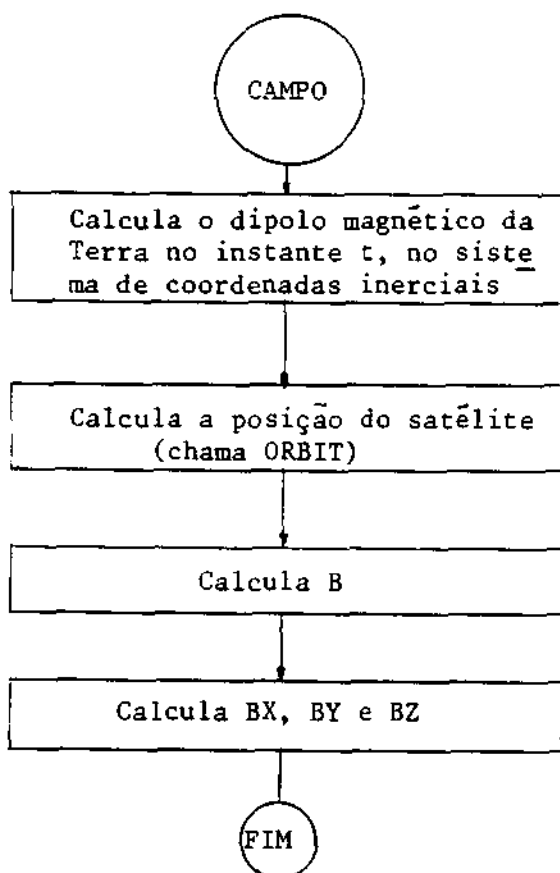 CAMPO
Calcula o dipolo magnético da
Terra no instante t, no siste
ma de coordenadas inerciais
Calcula a posição do satélite
(chama ORBIT)
Calcula B
Calcula BX, BY e BZ
FIM